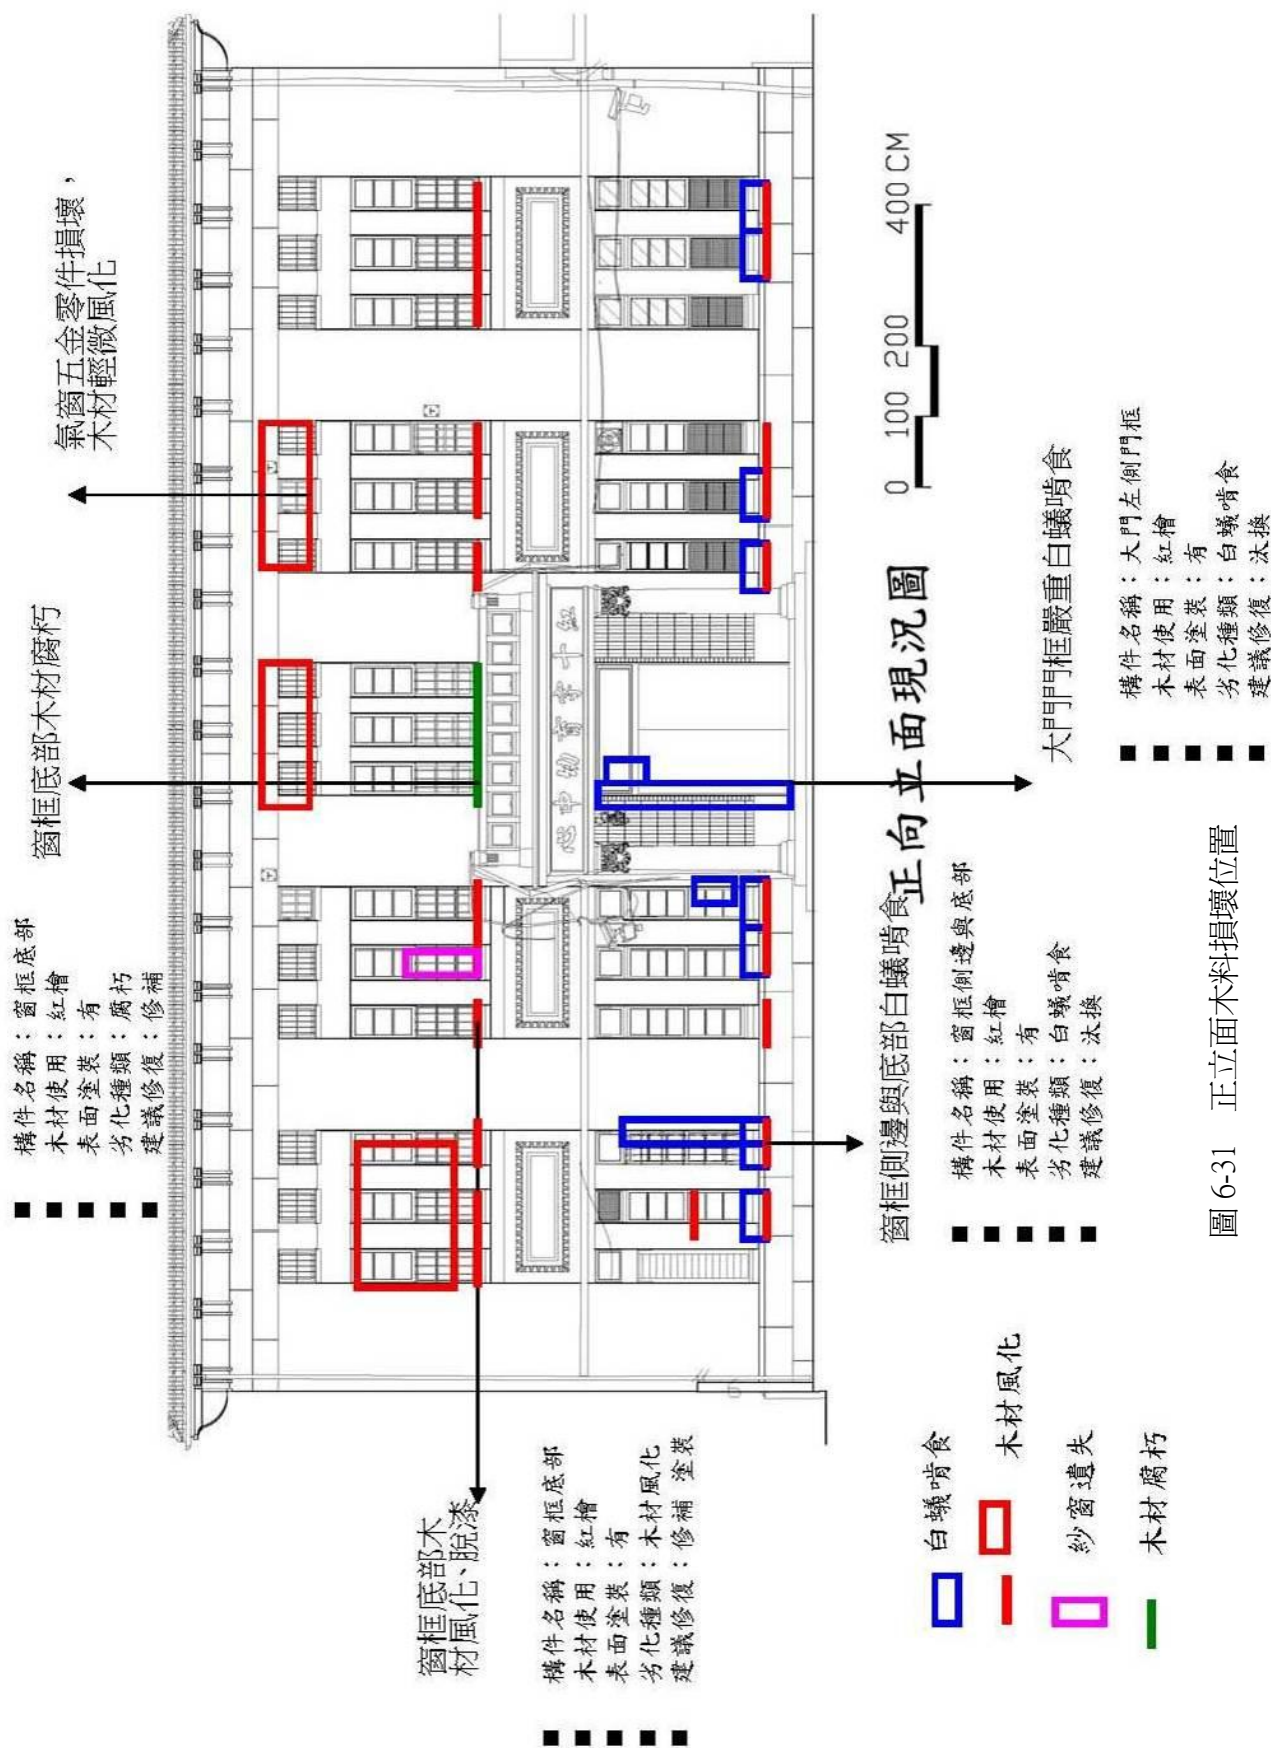 構件名稱：窗框底部
木材使用：紅檜
表面塗裝：有
劣化種類：腐朽
建議修復：修補
窗框底部木材腐朽
氣窗五金零件損壞，
木材輕微風化
窗框底部木
材風化、脫漆
構件名稱：窗框底部
木材使用：紅檜
表面塗裝：有
劣化種類：木材風化
建議修復：修補 塗裝
心中幼育幸十紅
正向立面現況圖
0 100 200 400 CM
窗框側邊與底部白蟻啃食
構件名稱：窗框側邊與底部
木材使用：紅檜
表面塗裝：有
劣化種類：白蟻啃食
建議修復：汰換
大門門框嚴重白蟻啃食
構件名稱：大門左側門框
木材使用：紅檜
表面塗裝：有
劣化種類：白蟻啃食
建議修復：汰換
白蟻啃食
木材風化
紗窗遺失
木材腐朽
圖 6-31 正立面木料損壞位置